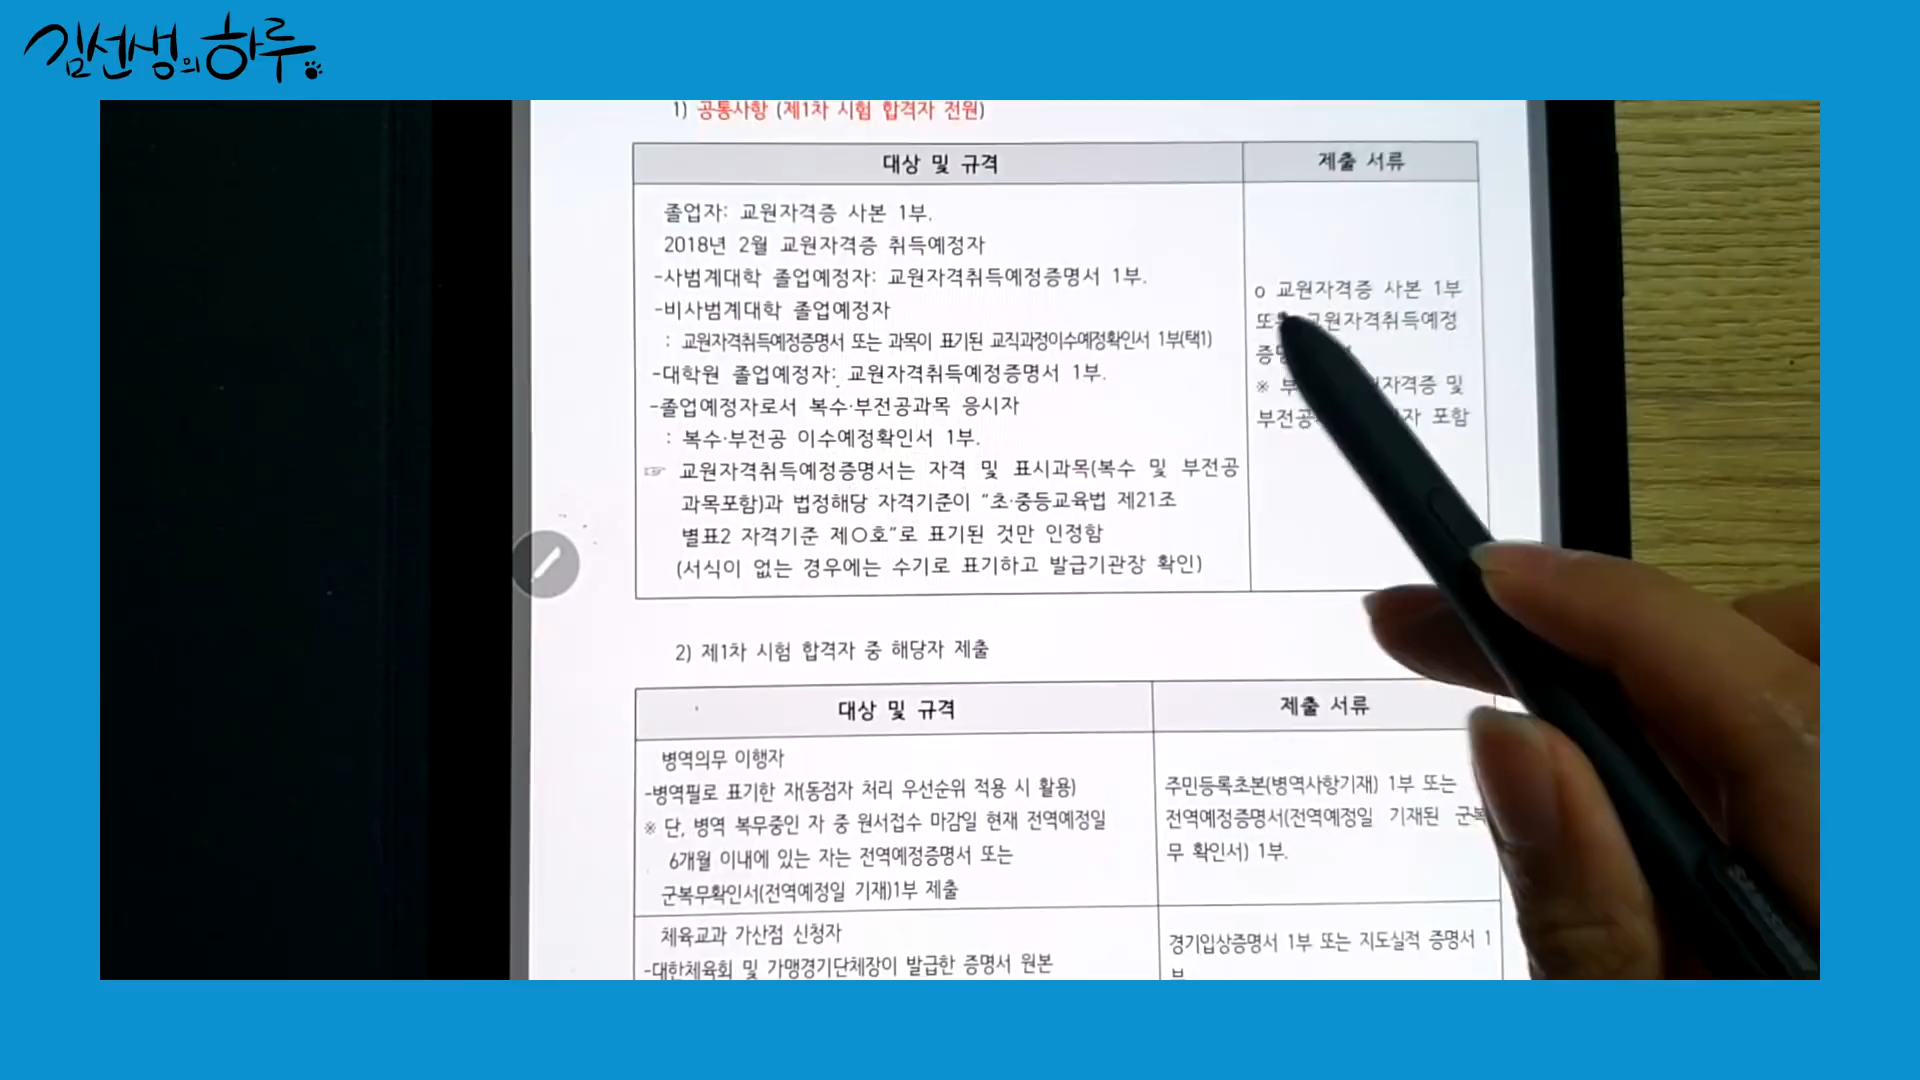 김선생의하루
1) 공통사항 (제1차 시험 합격자 전원)
대상 및 규격
제출 서류
졸업자: 교원자격증 사본 1부.
2018년 2월 교원자격증 취득예정자
-사범계대학 졸업예정자: 교원자격취득예정증명서 1부.
-비사범계대학 졸업예정자
: 교원자격취득예정증명서 또는 과목이 표기된 교직과정이수예정확인서 1부(택1)
-대학원 졸업예정자: 교원자격취득예정증명서 1부.
-졸업예정자로서 복수·부전공과목 응시자
: 복수·부전공 이수예정확인서 1부.
☞ 교원자격취득예정증명서는 자격 및 표시과목(복수 및 부전공
과목포함)과 법정해당 자격기준이 "초·중등교육법 제21조
별표2 자격기준 제○호"로 표기된 것만 인정함
(서식이 없는 경우에는 수기로 표기하고 발급기관장 확인)
o 교원자격증 사본 1부
또는 교원자격취득예정
※
포함
2) 제1차 시험 합격자 중 해당자 제출
대상 및 규격
제출 서류
병역의무 이행자
-병역필로 표기한 자(동점자 처리 우선순위 적용 시 활용)
※ 단, 병역 복무중인 자 중 원서접수 마감일 현재 전역예정일
6개월 이내에 있는 자는 전역예정증명서 또는
군복무확인서(전역예정일 기재)1부 제출
주민등록초본(병역사항기재) 1부 또는
전역예정증명서(전역예정일 기재된 군복
무 확인서) 1부.
체육교과 가산점 신청자
-대한체육회 및 가맹경기단체장이 발급한 증명서 원본
경기입상증명서 1부 또는 지도실적 증명서 1
부